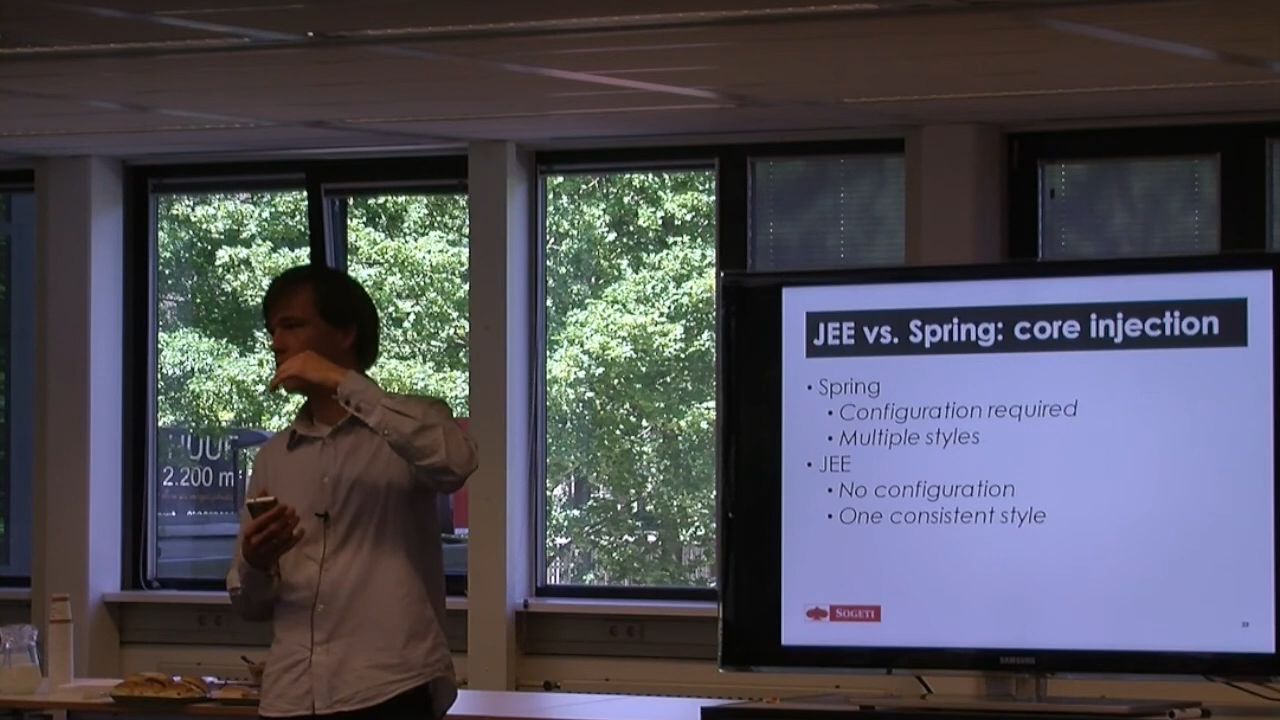 JEE vs. Spring: core injection
• Spring
• Configuration required
• Multiple styles
• JEE
• No configuration
• One consistent style
SOGETI
SAMSUNG
2.200 m